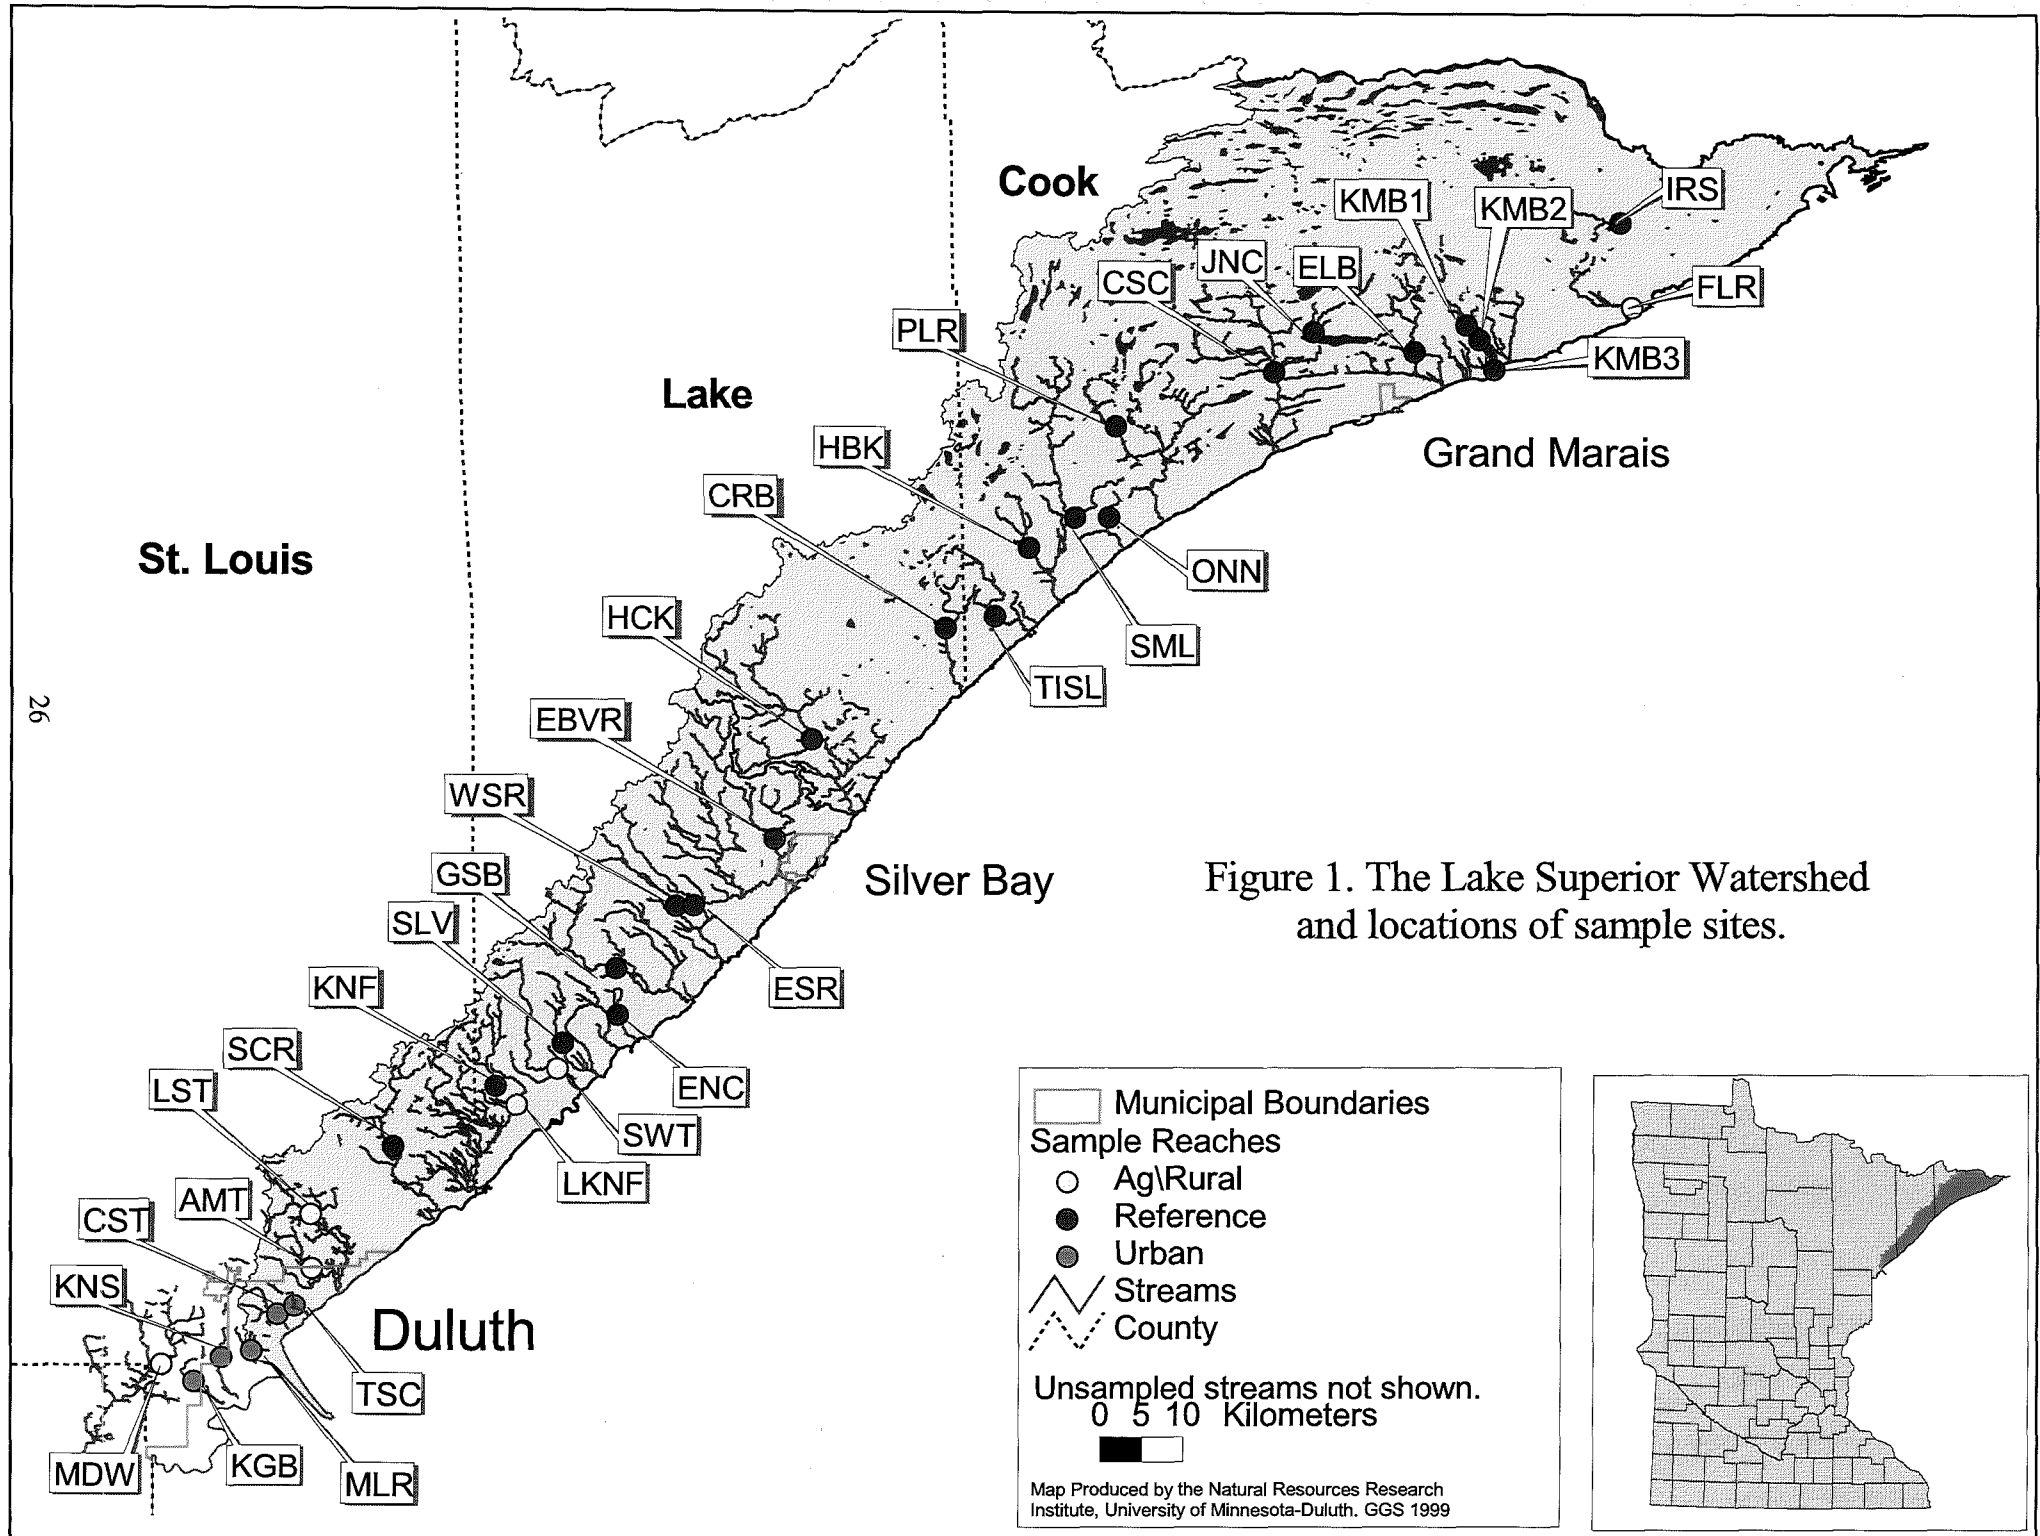 Cook
IRS
KMB1
KMB2
JNC
ELB
CSC
FLR
PLR
KMB3
Lake
HBK
Grand Marais
CRB
St. Louis
ONN
HCK
SML
TISL
26
EBVR
WSR
GSB
Silver Bay
Figure 1. The Lake Superior Watershed
and locations of sample sites.
SLV
KNF
ESR
SCR
LST
ENC
SWT
LKNF
AMT
CST
KNS
Duluth
TSC
MDW
KGB
MLR
Municipal Boundaries
Sample Reaches
Ag\Rural
Reference
Urban
Streams
County
Unsampled streams not shown.
0 5 10 Kilometers
Map Produced by the Natural Resources Research
Institute, University of Minnesota-Duluth. GGS 1999